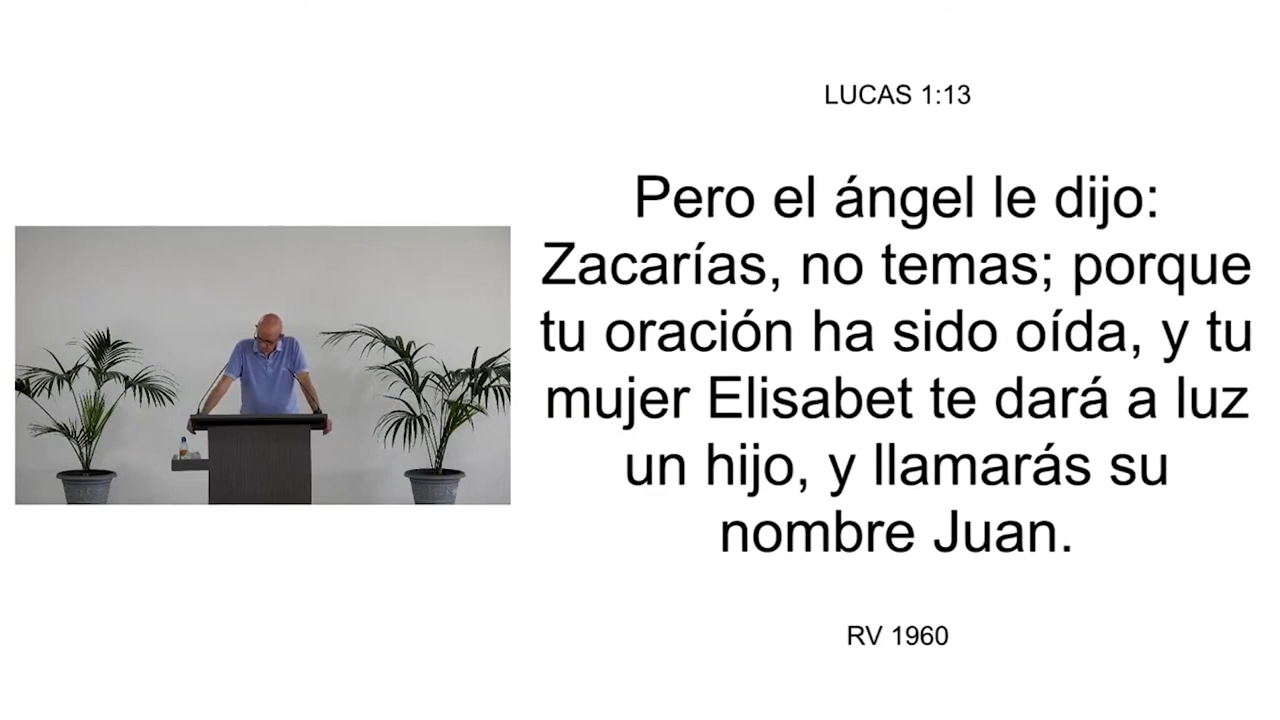 LUCAS 1:13
Pero el ángel le dijo:
Zacarías, no temas; porque
tu oración ha sido oída, y tu
mujer Elisabet te dará a luz
un hijo, y llamarás su
nombre Juan.
RV 1960